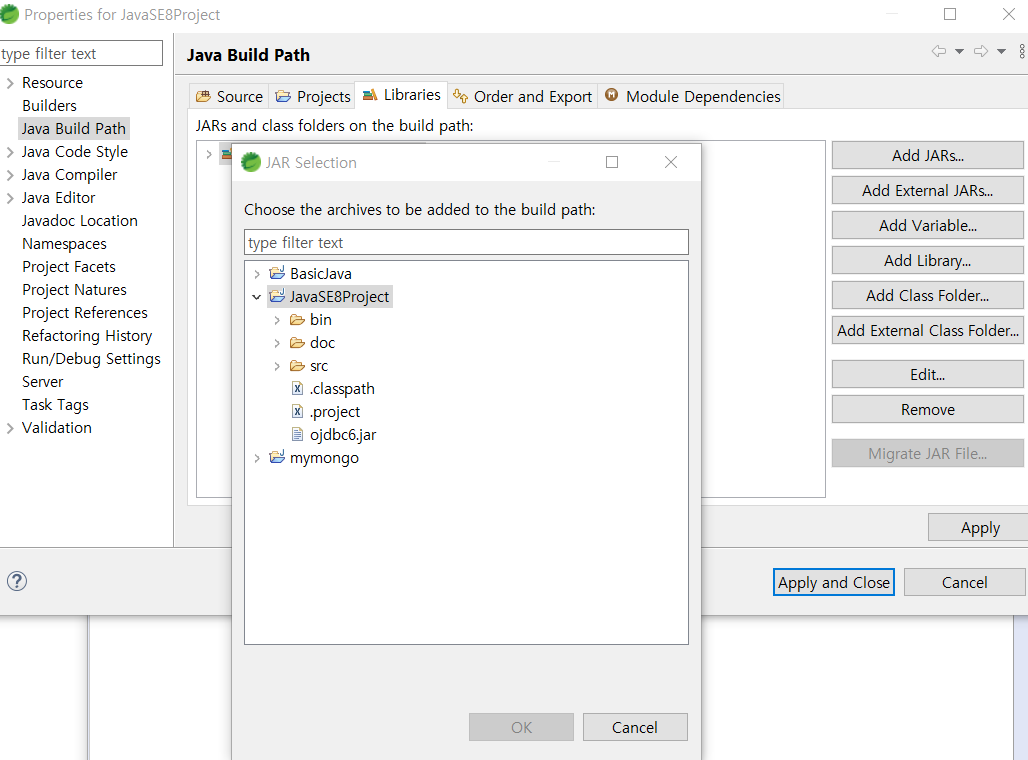 Properties for JavaSE8Project
type filter text
Resource
Builders
Java Build Path
Java Code Style
Java Compiler
Java Editor
Javadoc Location
Namespaces
Project Facets
Project Natures
Project References
Refactoring History
Run/Debug Settings
Server
Task Tags
Validation
Java Build Path
Source Projects Libraries Order and Export Module Dependencies
JARs and class folders on the build path:
Add JARs...
Add External JARs...
Add Variable...
Add Library...
Add Class Folder...
Add External Class Folder...
Edit...
Remove
Migrate JAR File...
Apply
Apply and Close Cancel
JAR Selection
Choose the archives to be added to the build path:
type filter text
BasicJava
JavaSE8Project
bin
doc
src
.classpath
.project
ojdbc6.jar
mymongo
OK Cancel